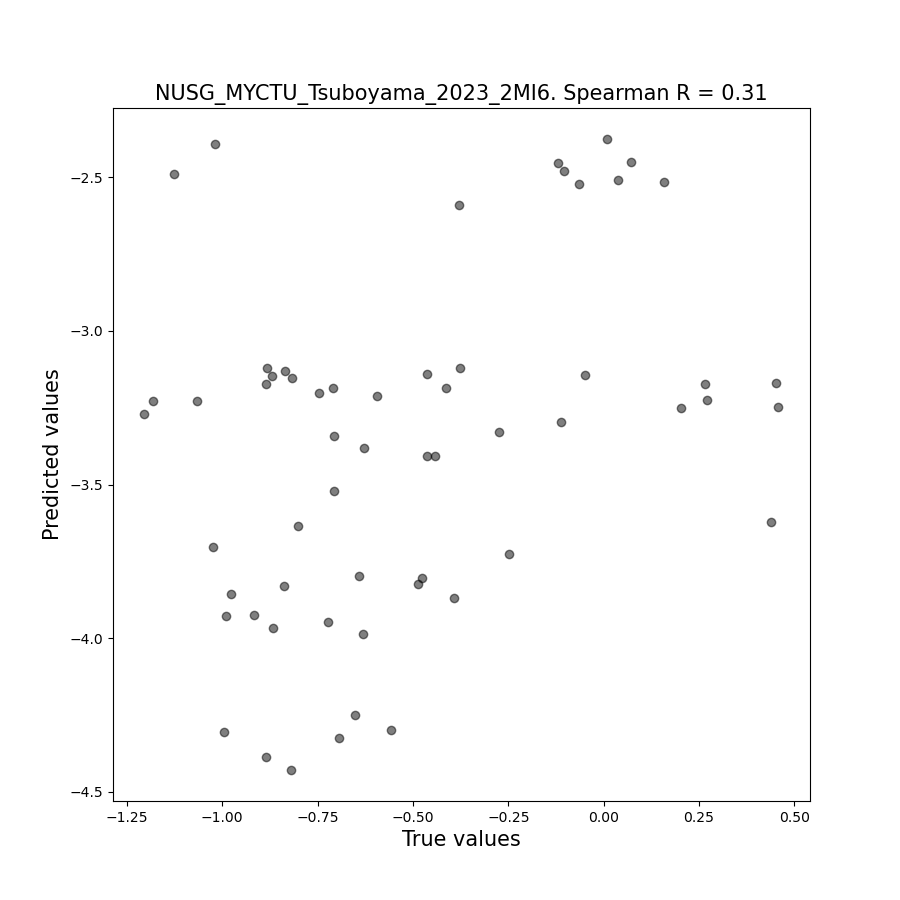 NUSG_MYCTU_Tsuboyama_2023_2MI6. Spearman R = 0.31
Predicted values
−2.5
−3.0
−3.5
−4.0
−4.5
−1.25 −1.00 −0.75 −0.50 −0.25 0.00 0.25 0.50
True values